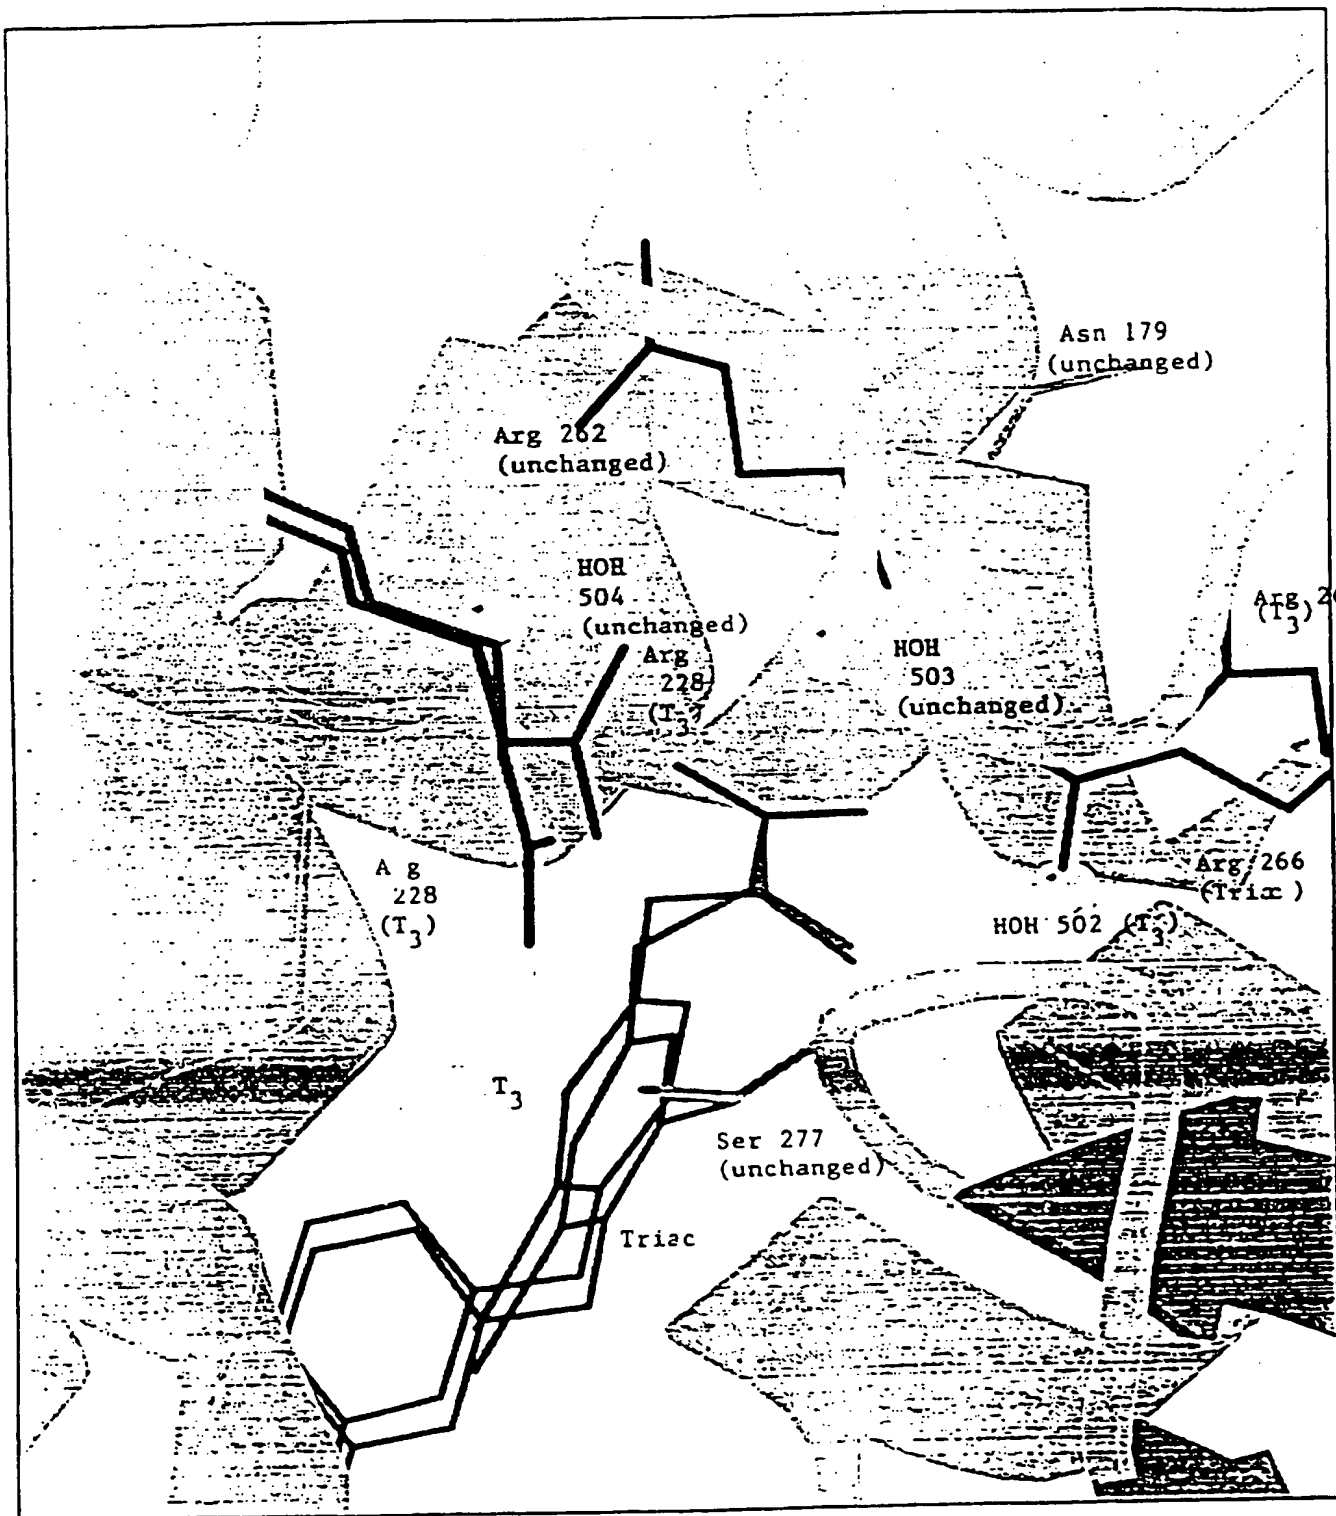 Asn 179
(unchanged)
Arg 262
(unchanged)
HOH
504
(unchanged)
Arg
228
(T3)
HOH
503
(unchanged)
Arg
(T3)
A g
228
(T3)
Arg 266
(Triac)
HOH 502 (T3)
T3
Ser 277
(unchanged)
Triac